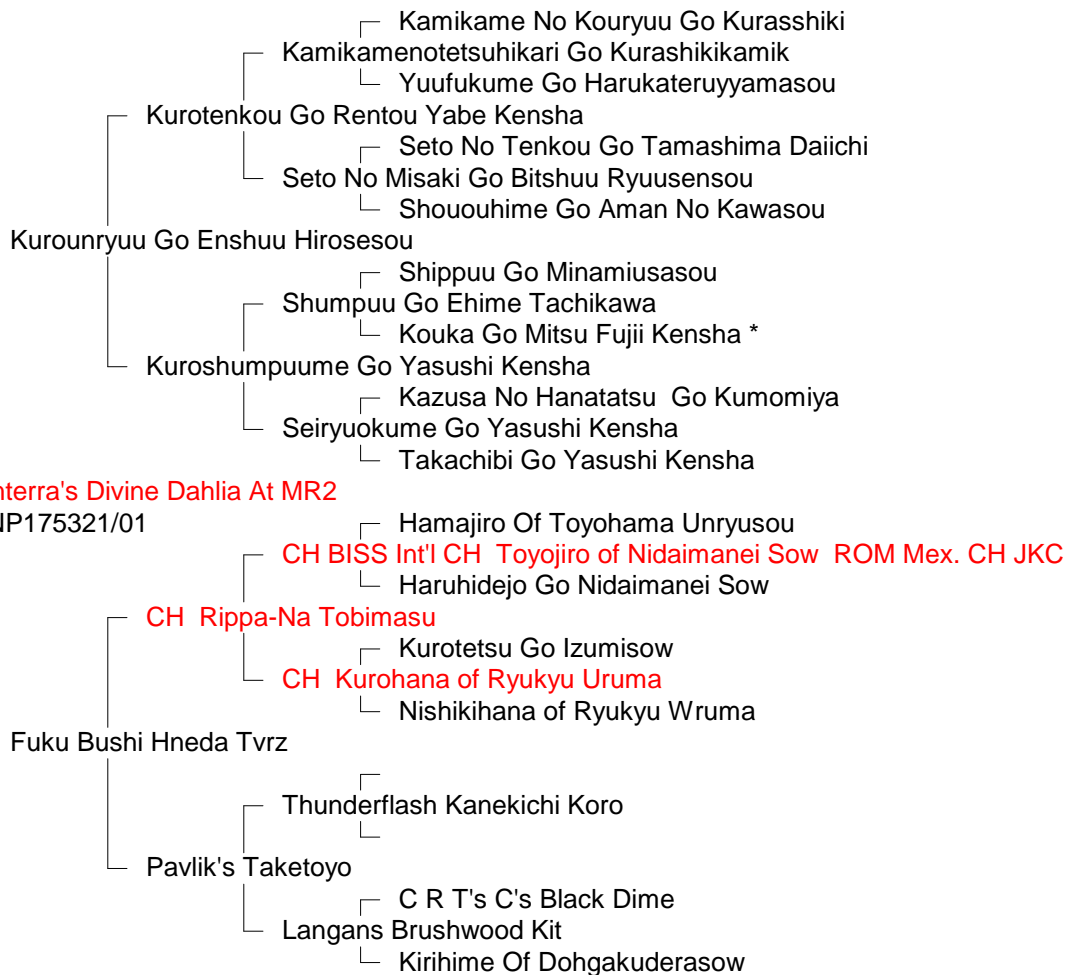 Kamikame No Kouryuu Go Kurasshiki
Kamikamenotetsuhikari Go Kurashikikamik
Yuufukume Go Harukateruyyamasou
Kurotenkou Go Rentou Yabe Kensha
Seto No Tenkou Go Tamashima Daiichi
Seto No Misaki Go Bitshuu Ryuusensou
Shououhime Go Aman No Kawasou
Kurounryuu Go Enshuu Hirosesou
Shippuu Go Minamiusasou
Shumpuu Go Ehime Tachikawa
Kouka Go Mitsu Fujii Kensha *
Kuroshumpuume Go Yasushi Kensha
Kazusa No Hanatatsu  Go Kumomiya
Seiryuokume Go Yasushi Kensha
Takachibi Go Yasushi Kensha
nterra's Divine Dahlia At MR2
NP175321/01
Hamajiro Of Toyohama Unryusou
CH BISS Int'l CH  Toyojiro of Nidaimanei Sow  ROM Mex. CH JKC
Haruhidejo Go Nidaimanei Sow
CH  Rippa-Na Tobimasu
Kurotetsu Go Izumisow
CH  Kurohana of Ryukyu Uruma
Nishikihana of Ryukyu Wruma
Fuku Bushi Hneda Tvrz
Thunderflash Kanekichi Koro
Pavlik's Taketoyo
C R T's C's Black Dime
Langans Brushwood Kit
Kirihime Of Dohgakuderasow